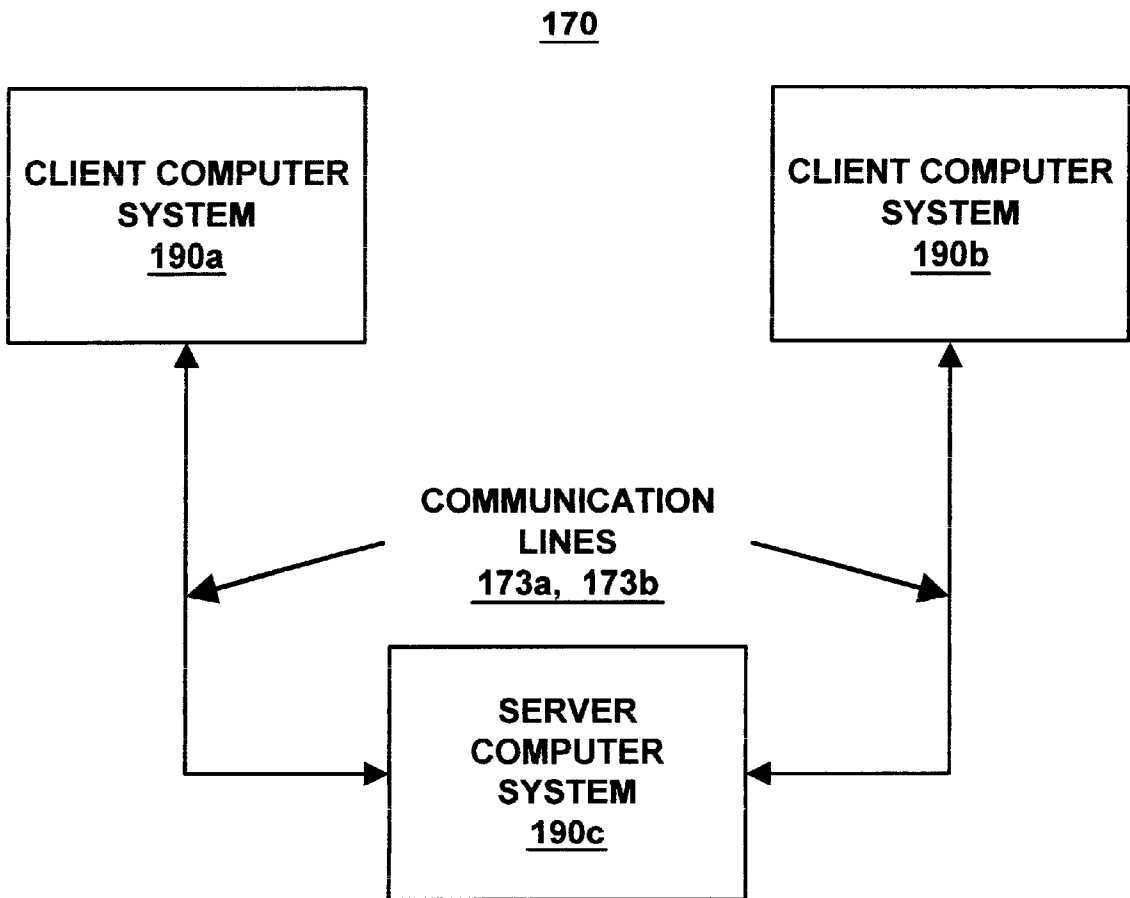 170
CLIENT COMPUTER
SYSTEM
190a
CLIENT COMPUTER
SYSTEM
190b
COMMUNICATION
LINES
173a, 173b
SERVER
COMPUTER
SYSTEM
190c